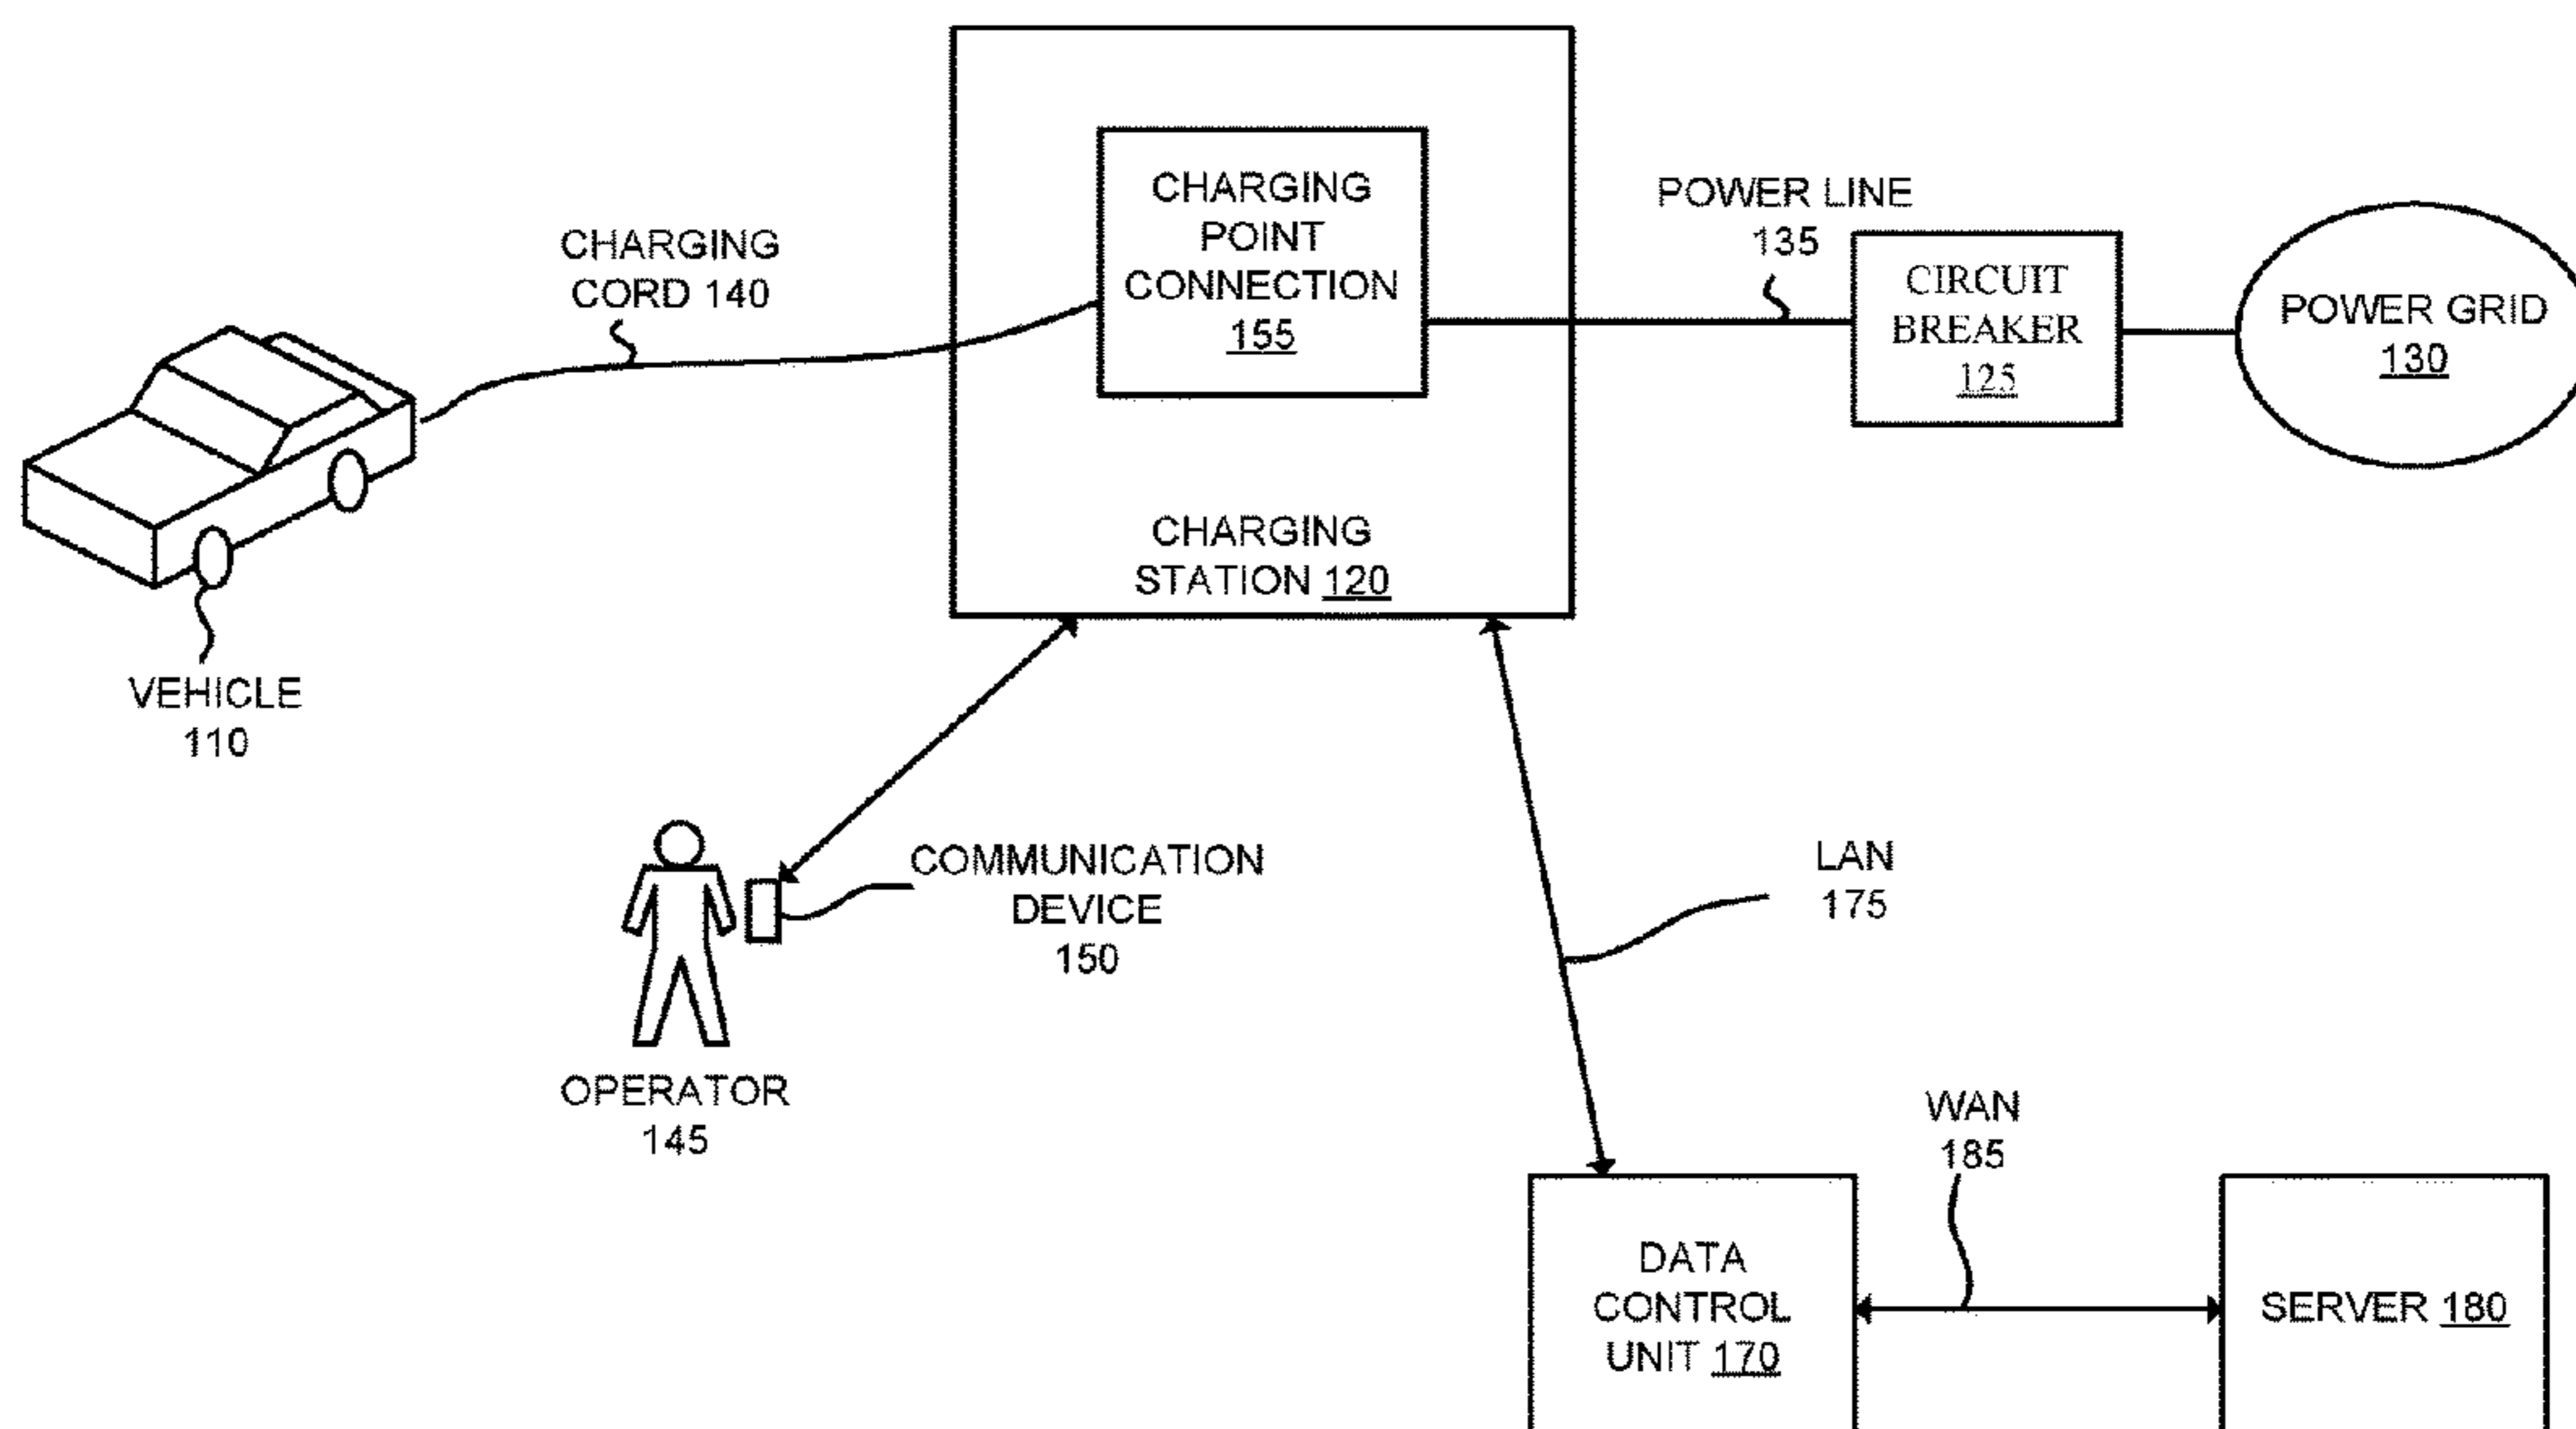 CHARGING
POINT
CONNECTION
155
POWER LINE
135
CIRCUIT
BREAKER
125
POWER GRID
130
CHARGING
CORD 140
CHARGING
STATION 120
VEHICLE
110
COMMUNICATION
DEVICE
150
LAN
175
OPERATOR
145
WAN
185
DATA
CONTROL
UNIT 170
SERVER 180